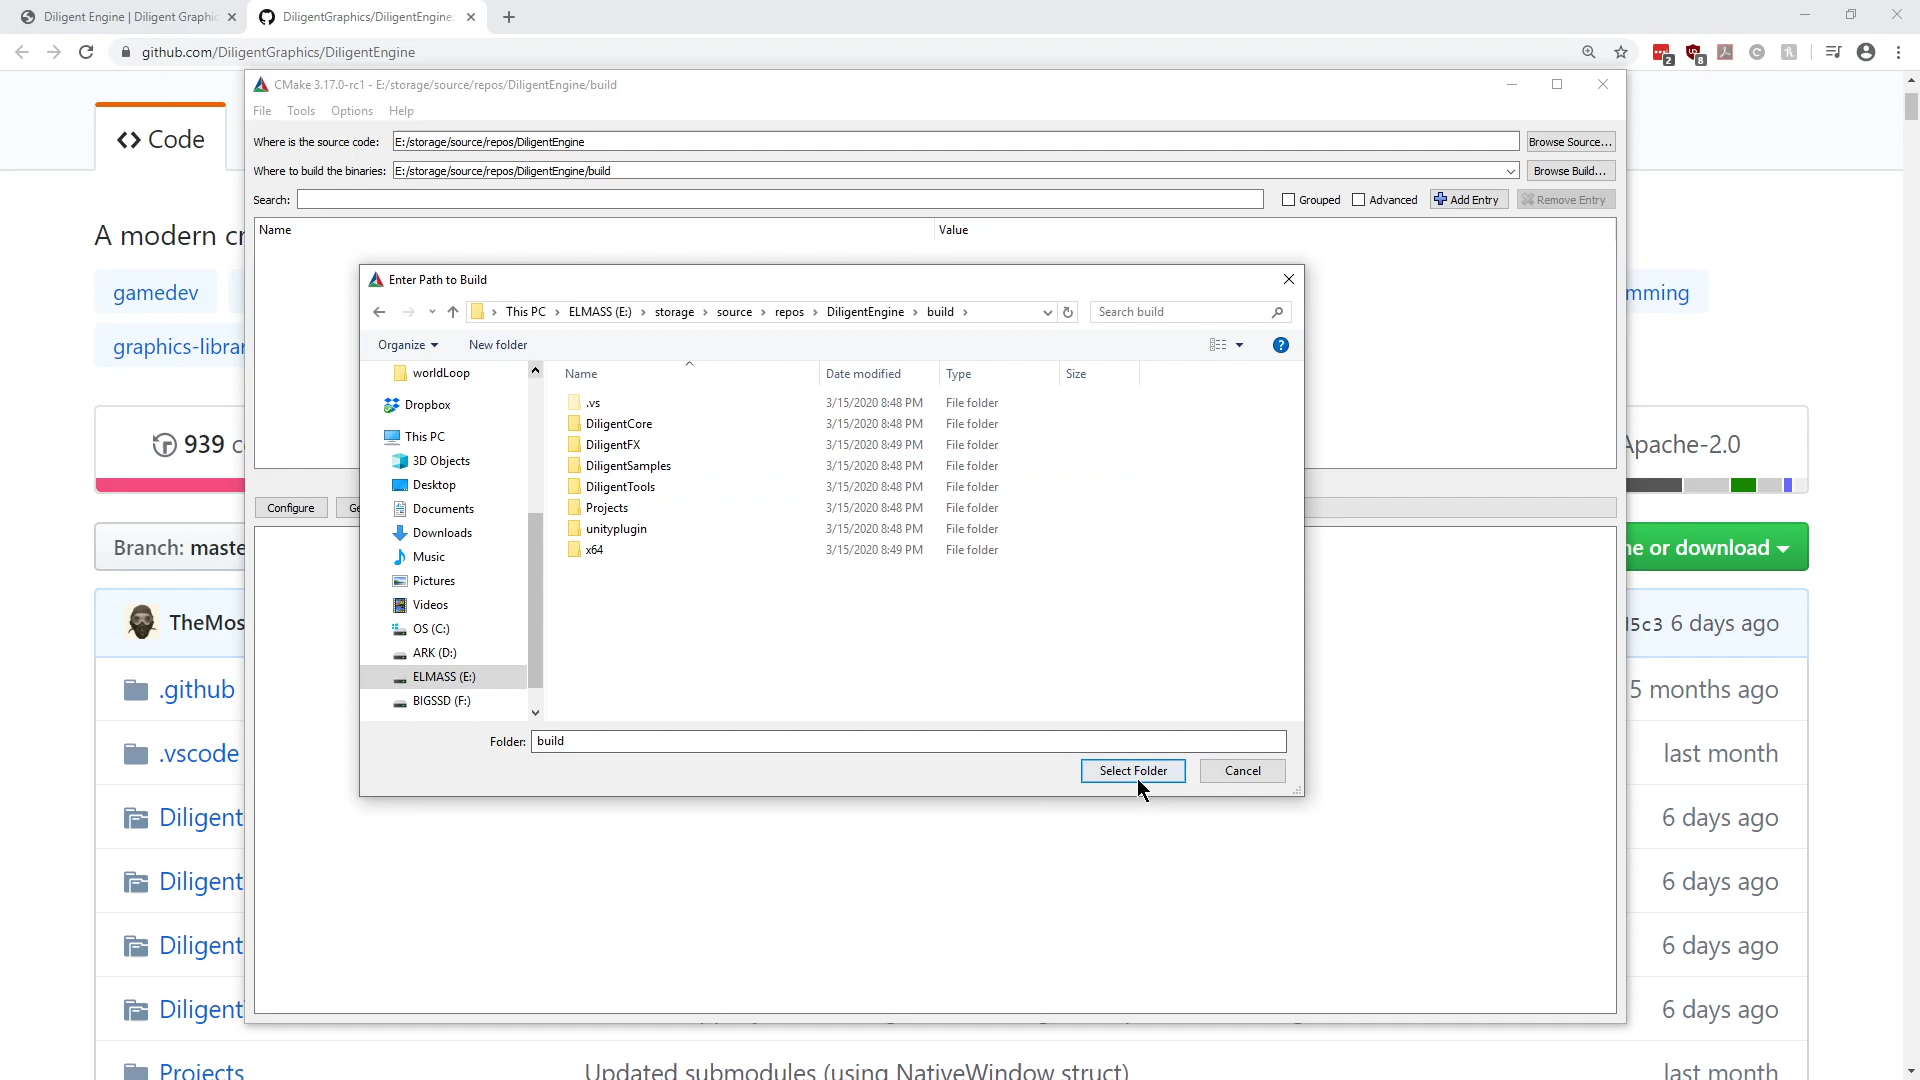 Diligent Engine | Diligent Graphic
DiligentGraphics/DiligentEngine:
github.com/DiligentGraphics/DiligentEngine
2
8
CMake 3.17.0-rc1 - E:/storage/source/repos/DiligentEngine/build
File Tools Options Help
Where is the source code: E:/storage/source/repos/DiligentEngine Browse Source...
Where to build the binaries: E:/storage/source/repos/DiligentEngine/build Browse Build...
Search: Grouped Advanced Add Entry Remove Entry
Name Value
<> Code
A modern cr
gamedev
mming
graphics-librar
939 c
Apache-2.0
Configure Ge
Branch: maste
ne or download
TheMos
15c3 6 days ago
.github
5 months ago
.vscode
last month
Diligent
6 days ago
Diligent
6 days ago
Diligent
6 days ago
Diligent
6 days ago
Projects
Updated submodules (using NativeWindow struct)
last month
Enter Path to Build
This PC > ELMASS (E:) > storage > source > repos > DiligentEngine > build >
Search build
Organize New folder
?
worldLoop
Dropbox
This PC
3D Objects
Desktop
Documents
Downloads
Music
Pictures
Videos
OS (C:)
ARK (D:)
ELMASS (E:)
BIGSSD (F:)
Name Date modified Type Size
.vs 3/15/2020 8:48 PM File folder
DiligentCore 3/15/2020 8:48 PM File folder
DiligentFX 3/15/2020 8:49 PM File folder
DiligentSamples 3/15/2020 8:48 PM File folder
DiligentTools 3/15/2020 8:48 PM File folder
Projects 3/15/2020 8:48 PM File folder
unityplugin 3/15/2020 8:48 PM File folder
x64 3/15/2020 8:49 PM File folder
Folder: build
Select Folder Cancel